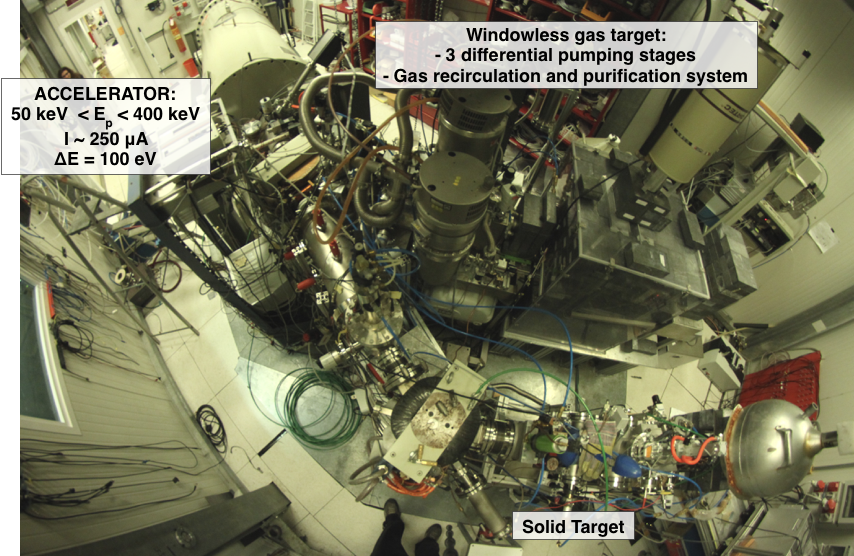 Windowless gas target:
- 3 differential pumping stages
- Gas recirculation and purification system
ACCELERATOR:
50 keV < Ep < 400 keV
I ~ 250 μA
ΔE = 100 eV
Solid Target